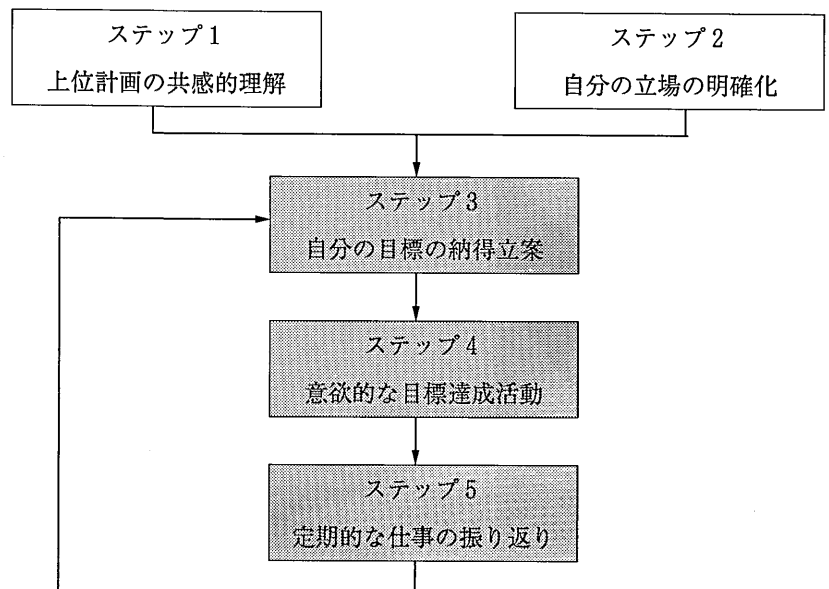 ステップ1
上位計画の共感的理解
ステップ2
自分の立場の明確化
ステップ3
自分の目標の納得立案
ステップ4
意欲的な目標達成活動
ステップ5
定期的な仕事の振り返り